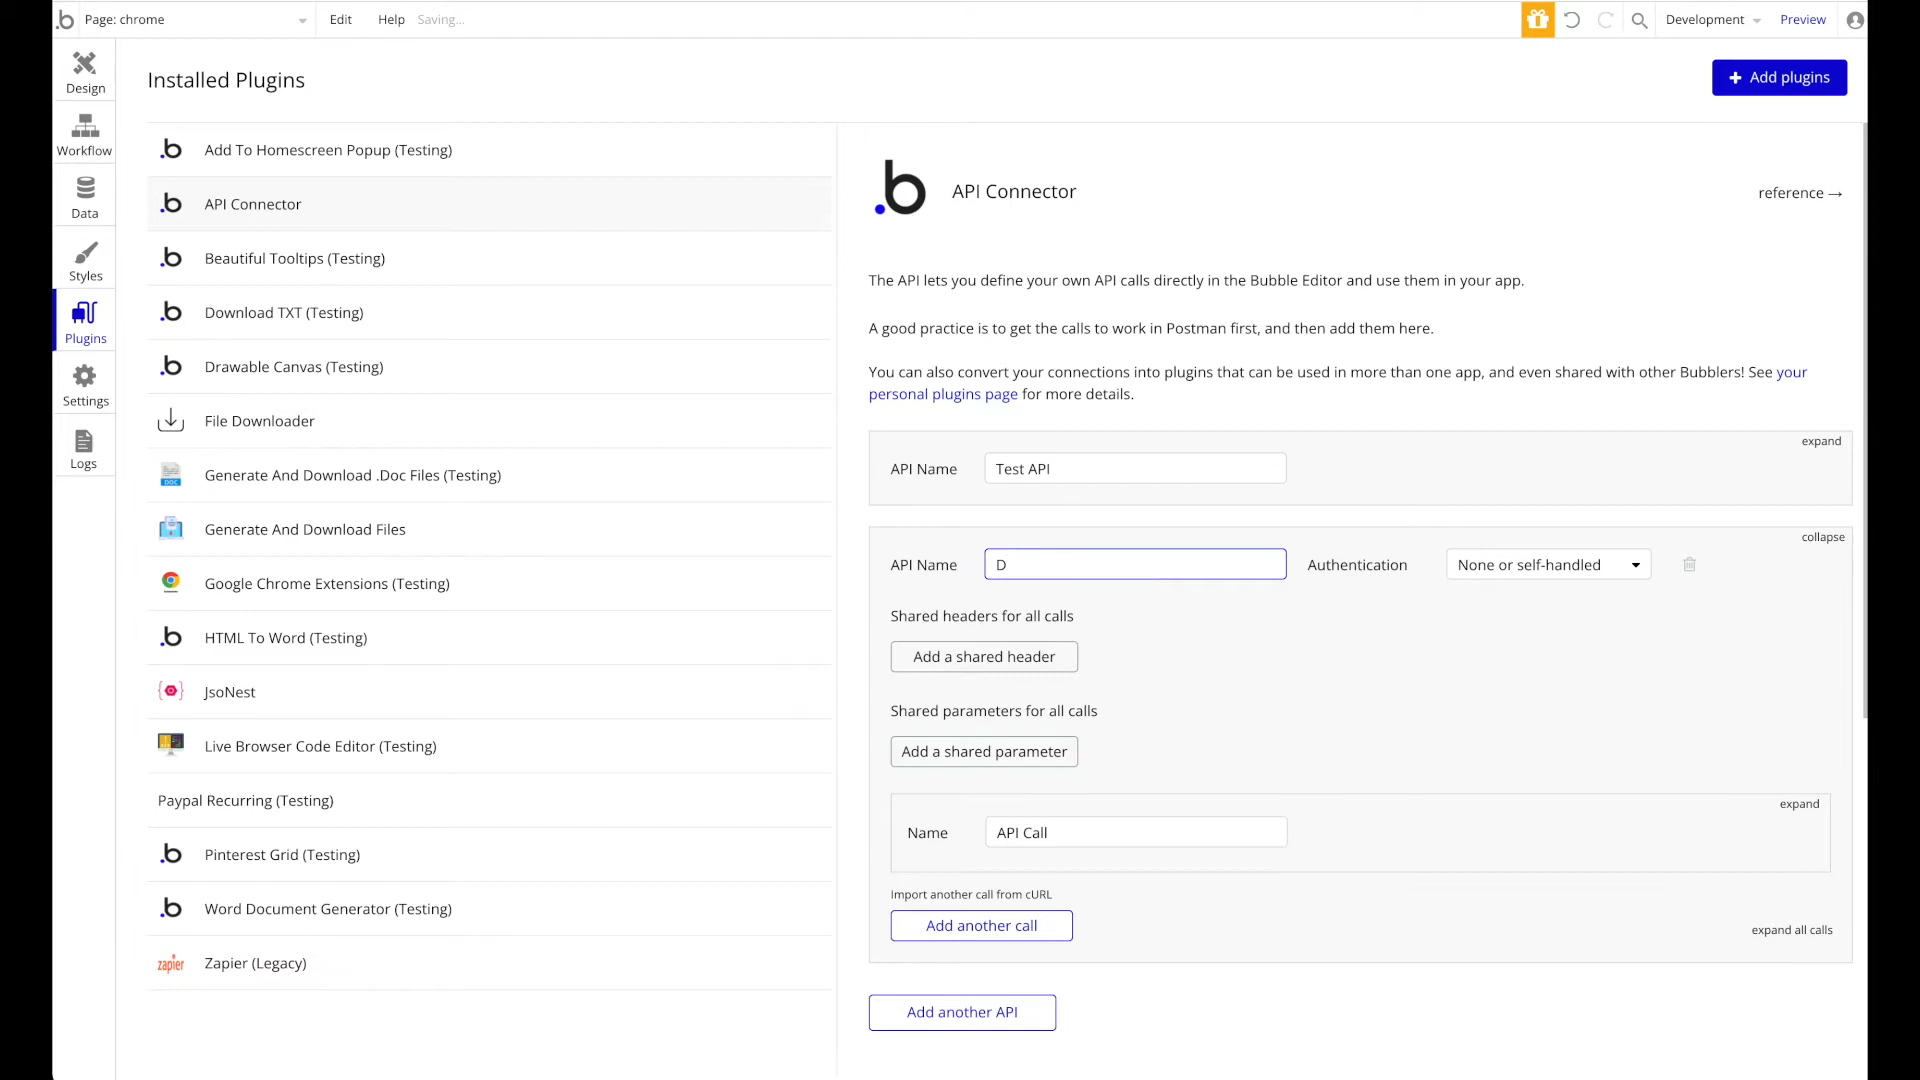 Page: chrome
Edit
Help
Saving...
Development
Preview
Design
Workflow
Data
Styles
Plugins
Settings
Logs
Installed Plugins
Add plugins
Add To Homescreen Popup (Testing)
API Connector
Beautiful Tooltips (Testing)
Download TXT (Testing)
Drawable Canvas (Testing)
File Downloader
DOC
Generate And Download .Doc Files (Testing)
Generate And Download Files
Google Chrome Extensions (Testing)
HTML To Word (Testing)
JsoNest
Live Browser Code Editor (Testing)
Paypal Recurring (Testing)
Pinterest Grid (Testing)
Word Document Generator (Testing)
zapier
Zapier (Legacy)
.b
API Connector
reference →
The API lets you define your own API calls directly in the Bubble Editor and use them in your app.
A good practice is to get the calls to work in Postman first, and then add them here.
You can also convert your connections into plugins that can be used in more than one app, and even shared with other Bubblers! See your
personal plugins page for more details.
expand
API Name
Test API
collapse
API Name
D
Authentication
None or self-handled
Shared headers for all calls
Add a shared header
Shared parameters for all calls
Add a shared parameter
expand
Name
API Call
Import another call from cURL
Add another call
expand all calls
Add another API